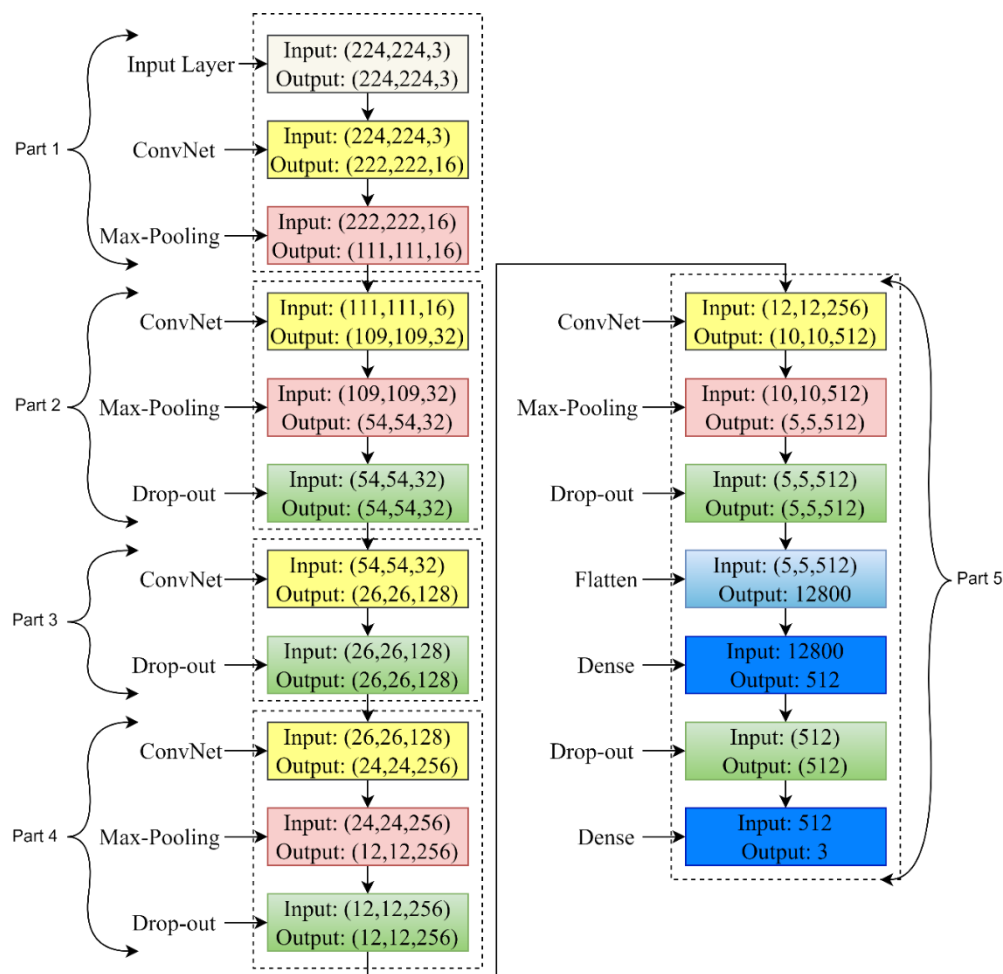 Part 1
Input Layer
Input: (224,224,3)
Output: (224,224,3)
ConvNet
Input: (224,224,3)
Output: (222,222,16)
Max-Pooling
Input: (222,222,16)
Output: (111,111,16)
Part 2
ConvNet
Input: (111,111,16)
Output: (109,109,32)
Max-Pooling
Input: (109,109,32)
Output: (54,54,32)
Drop-out
Input: (54,54,32)
Output: (54,54,32)
Part 3
ConvNet
Input: (54,54,32)
Output: (26,26,128)
Drop-out
Input: (26,26,128)
Output: (26,26,128)
Part 4
ConvNet
Input: (26,26,128)
Output: (24,24,256)
Max-Pooling
Input: (24,24,256)
Output: (12,12,256)
Drop-out
Input: (12,12,256)
Output: (12,12,256)
Part 5
ConvNet
Input: (12,12,256)
Output: (10,10,512)
Max-Pooling
Input: (10,10,512)
Output: (5,5,512)
Drop-out
Input: (5,5,512)
Output: (5,5,512)
Flatten
Input: (5,5,512)
Output: 12800
Dense
Input: 12800
Output: 512
Drop-out
Input: (512)
Output: (512)
Dense
Input: 512
Output: 3